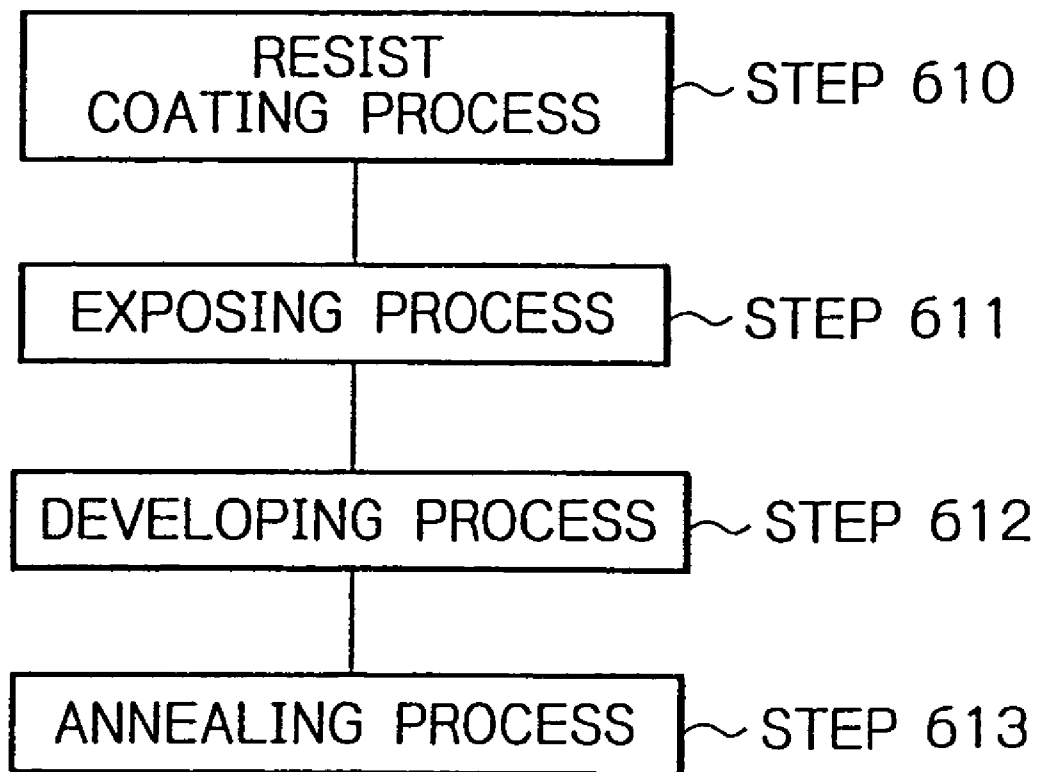 RESIST
COATING PROCESS
STEP 610
EXPOSING PROCESS
STEP 611
DEVELOPING PROCESS
STEP 612
ANNEALING PROCESS
STEP 613